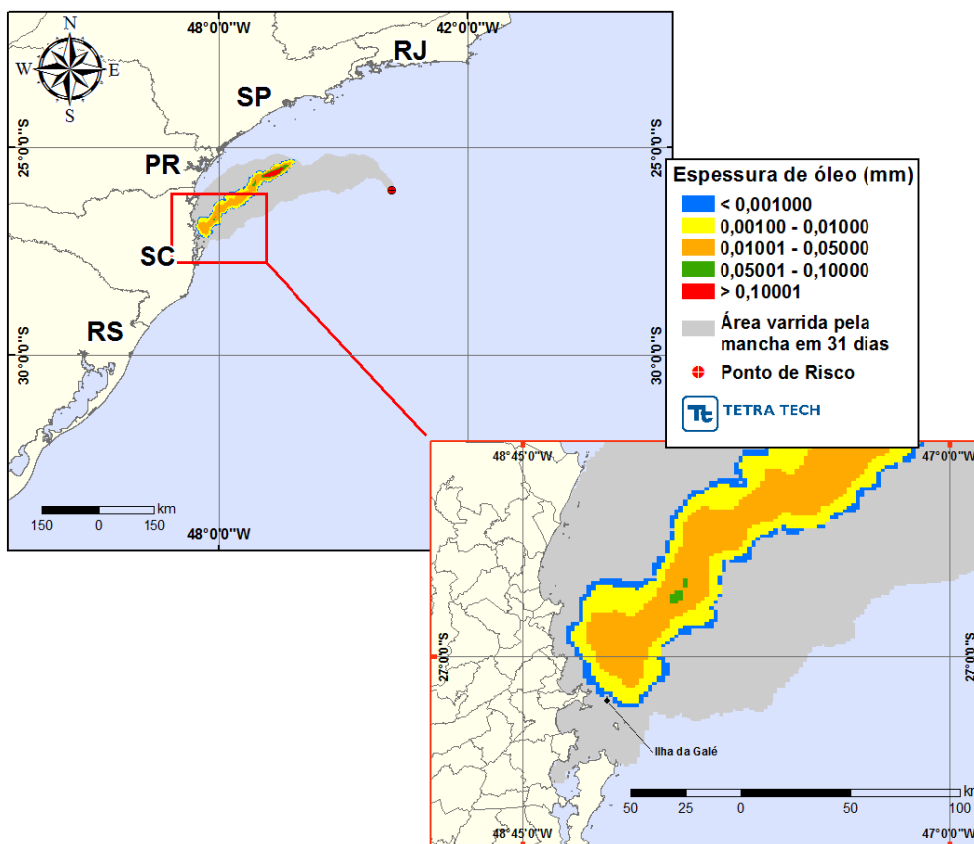 48°0'0"W
42°0'0"W
N
W
E
S
RJ
SP
25°0'0"S
25°0'0"S
PR
SC
RS
30°0'0"S
30°0'0"S
km
150 0 150
48°0'0"W
Espessura de óleo (mm)
< 0,001000
0,00100 - 0,01000
0,01001 - 0,05000
0,05001 - 0,10000
> 0,10001
Área varrida pela
mancha em 31 dias
Ponto de Risco
Tt TETRA TECH
48°45'0"W
47°0'0"W
27°0'0"S
27°0'0"S
Ilha da Galé
km
50 25 0 50 100
48°45'0"W
47°0'0"W